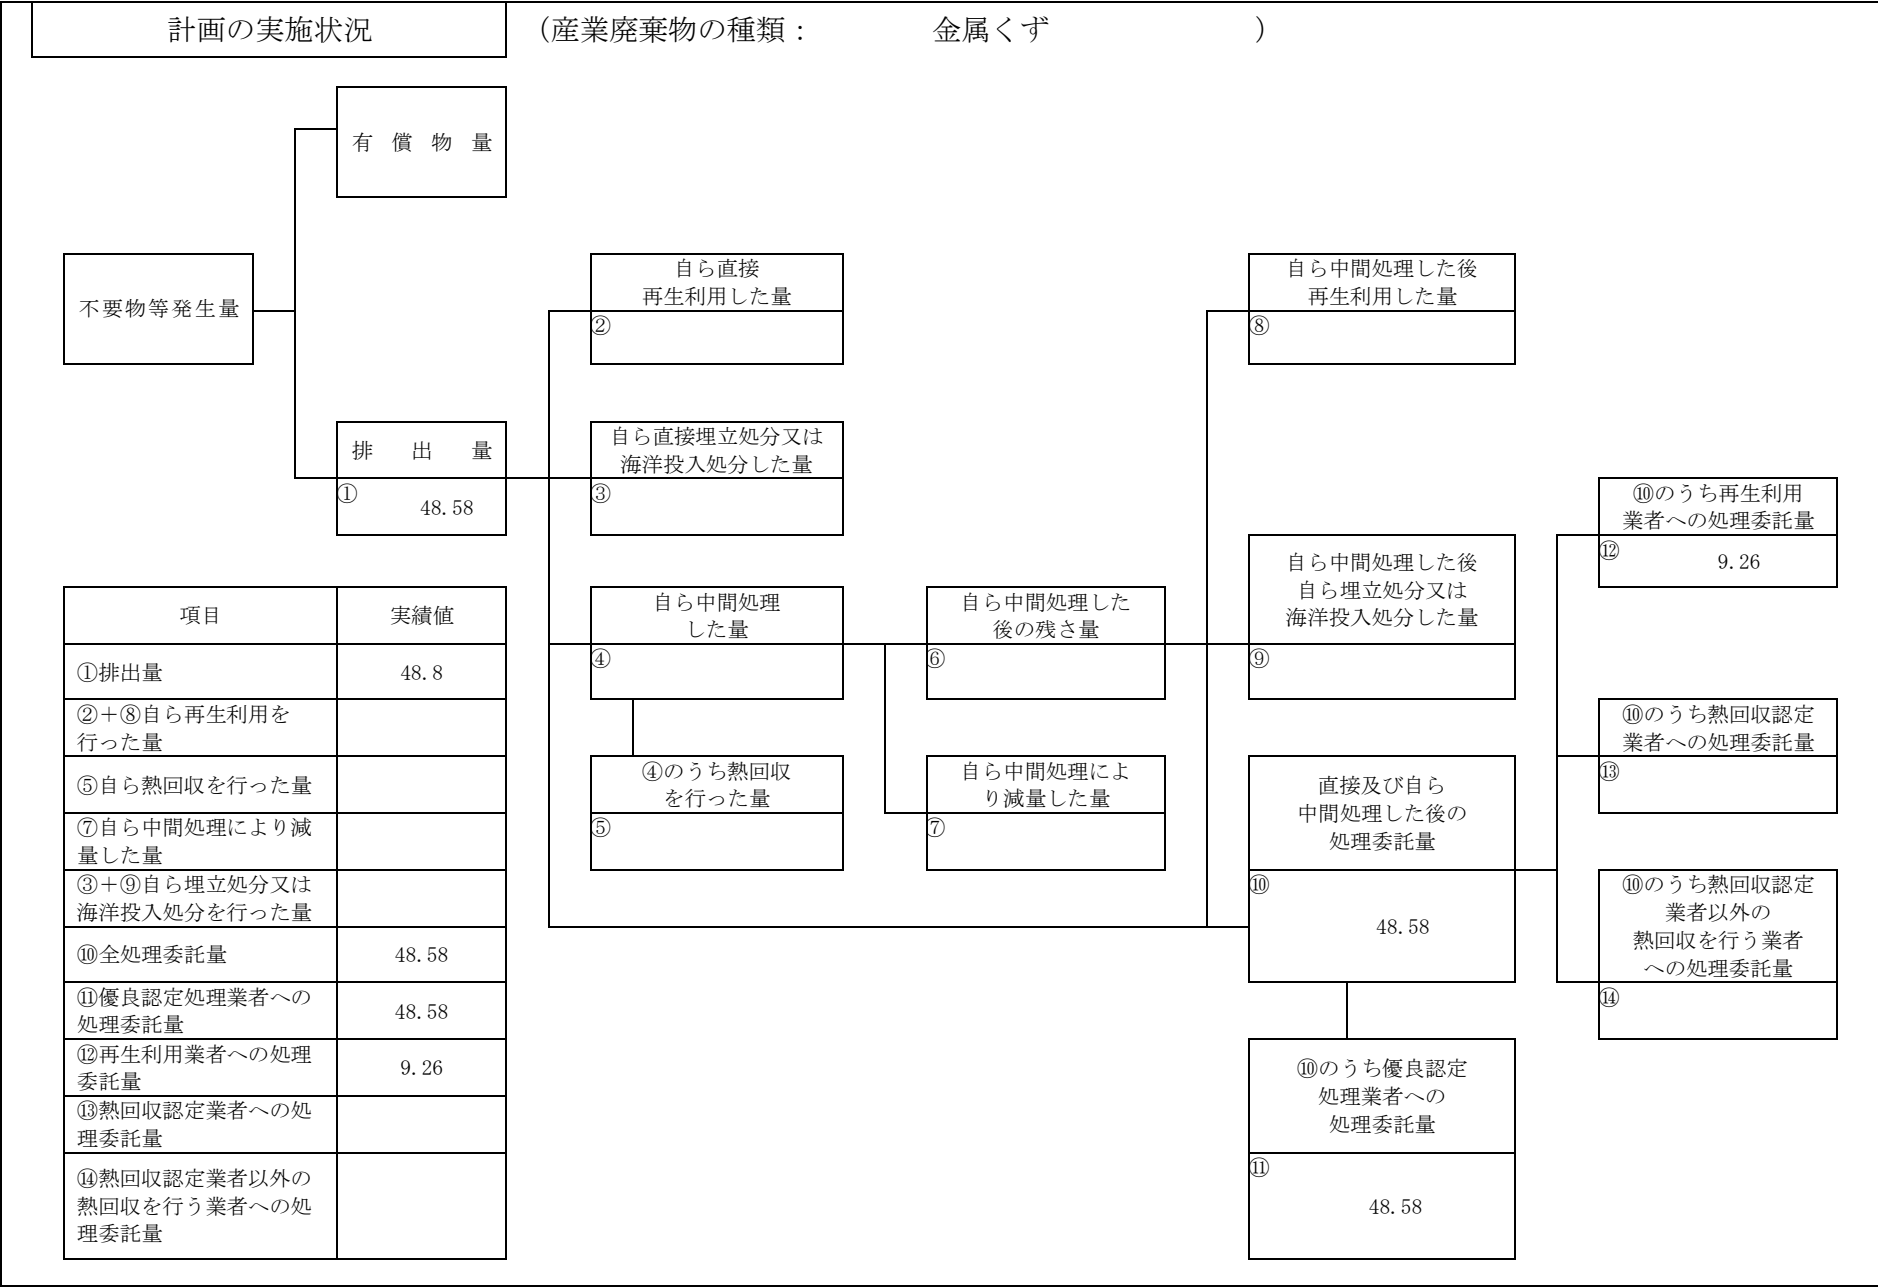 計画の実施状況 （産業廃棄物の種類： 金属くず ）
有償物量
不要物等発生量
自ら直接
再生利用した量
②
自ら中間処理した後
再生利用した量
⑧
排出量
①
48.58
自ら直接埋立処分又は
海洋投入処分した量
③
⑩のうち再生利用
業者への処理委託量
⑫
9.26
自ら中間処理
した量
④
自ら中間処理した
後の残さ量
⑥
自ら中間処理した後
自ら埋立処分又は
海洋投入処分した量
⑨
⑩のうち熱回収認定
業者への処理委託量
⑬
④のうち熱回収
を行った量
⑤
自ら中間処理によ
り減量した量
⑦
直接及び自ら
中間処理した後の
処理委託量
⑩
48.58
⑩のうち熱回収認定
業者以外の
熱回収を行う業者
への処理委託量
⑭
⑩のうち優良認定
処理業者への
処理委託量
⑪
48.58
項目 実績値
①排出量 48.8
②＋⑧自ら再生利用を
行った量
⑤自ら熱回収を行った量
⑦自ら中間処理により減
量した量
③＋⑨自ら埋立処分又は
海洋投入処分を行った量
⑩全処理委託量 48.58
⑪優良認定処理業者への
処理委託量 48.58
⑫再生利用業者への処理
委託量 9.26
⑬熱回収認定業者への処
理委託量
⑭熱回収認定業者以外の
熱回収を行う業者への処
理委託量